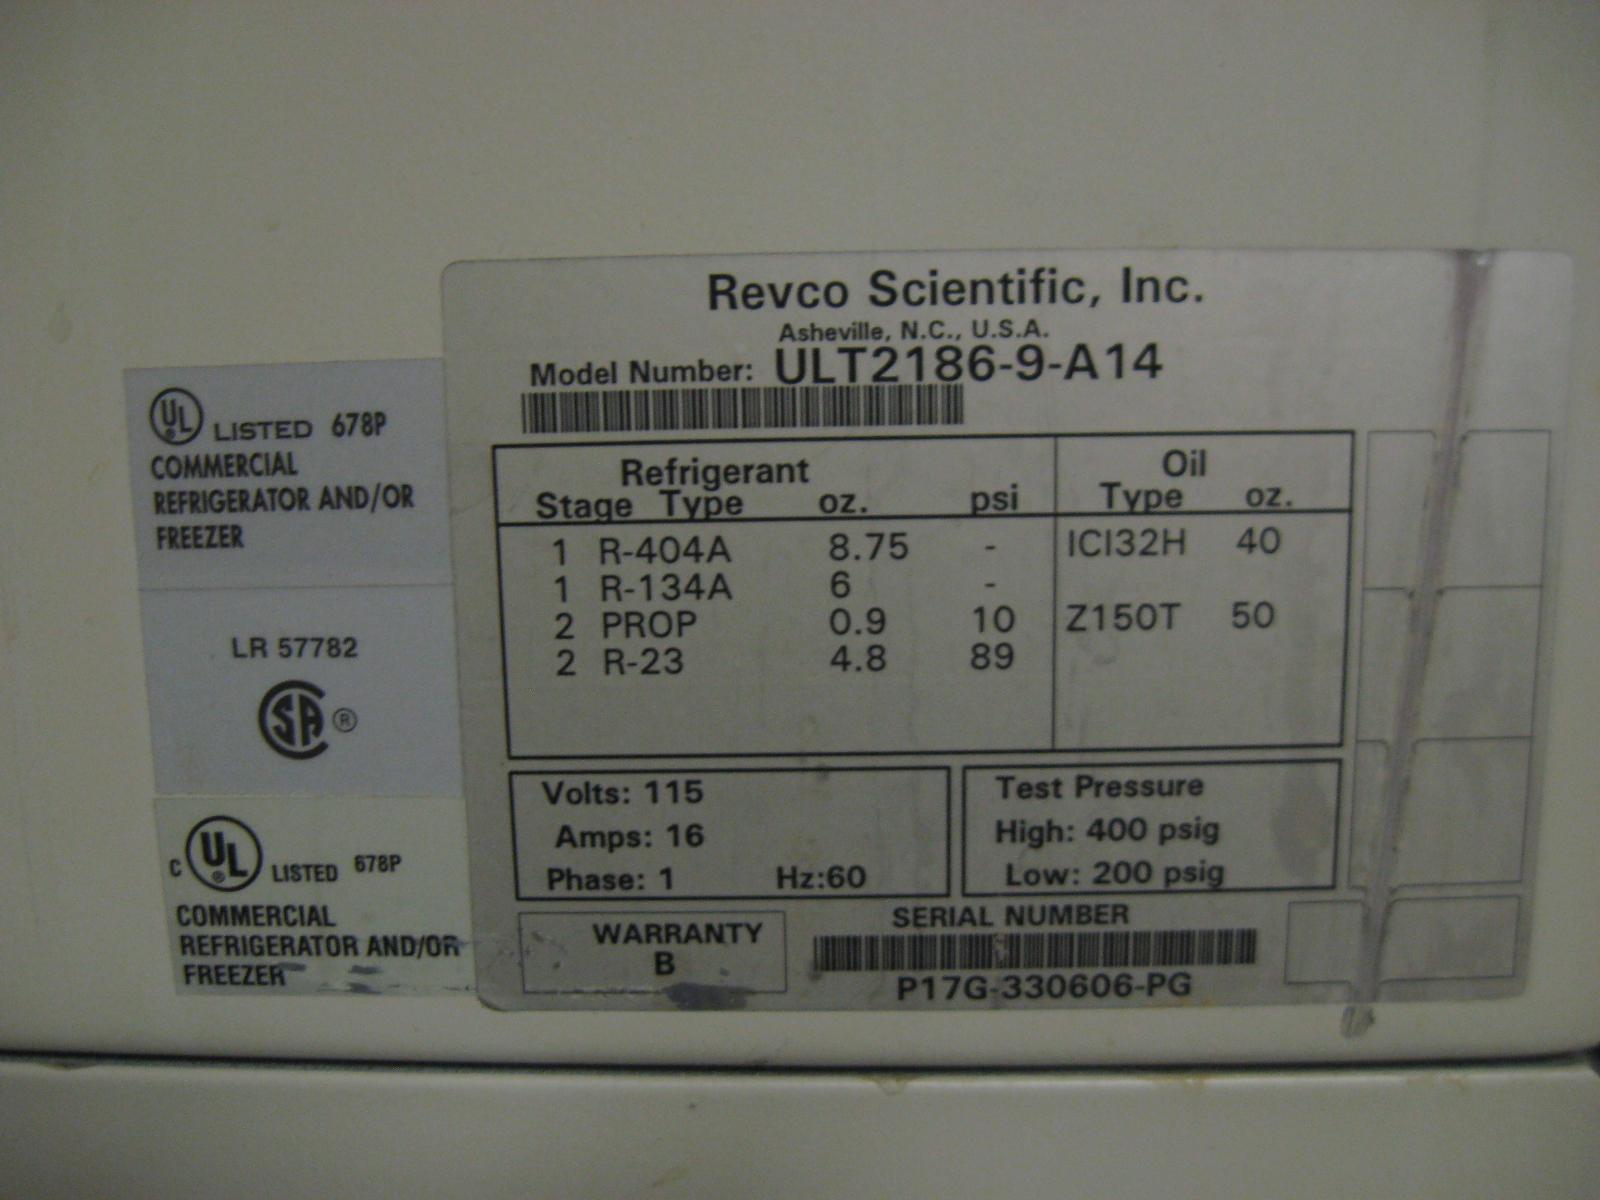 Revco Scientific, Inc.
Asheville, N.C., U.S.A.
Model Number: ULT2186-9-A14
Refrigerant Oil
Stage Type oz. psi Type oz.
1 R-404A 8.75 - ICI32H 40
1 R-134A 6 -
2 PROP 0.9 10 Z150T 50
2 R-23 4.8 89
Volts: 115
Amps: 16
Phase: 1 Hz:60
Test Pressure
High: 400 psig
Low: 200 psig
WARRANTY
B
SERIAL NUMBER
P17G-330606-PG
UL ® LISTED 678P
COMMERCIAL
REFRIGERATOR AND/OR
FREEZER
LR 57782
SA ®
C UL ® LISTED 678P
COMMERCIAL
REFRIGERATOR AND/OR
FREEZER